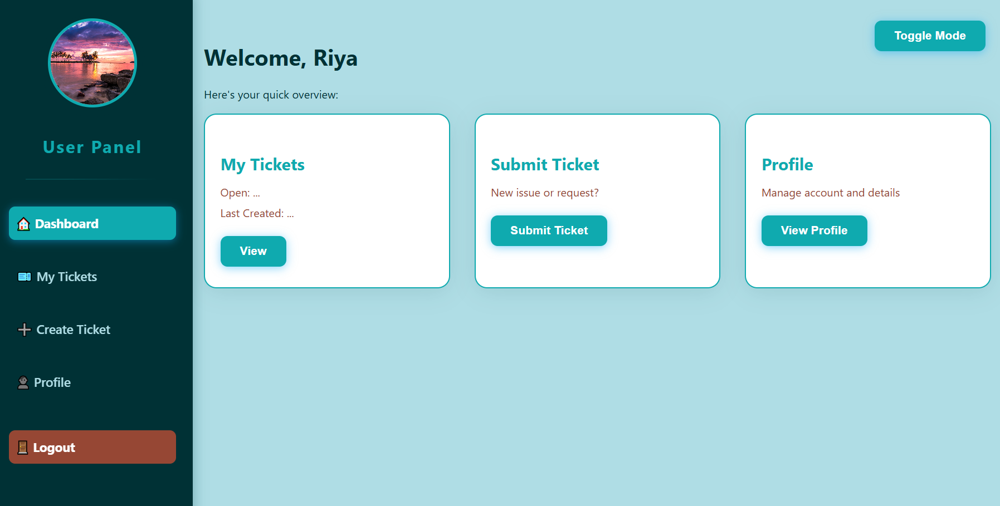 User Panel
🏠 Dashboard
🎫 My Tickets
➕ Create Ticket
👤 Profile
🚪 Logout
Toggle Mode
Welcome, Riya
Here's your quick overview:
My Tickets
Open: ...
Last Created: ...
View
Submit Ticket
New issue or request?
Submit Ticket
Profile
Manage account and details
View Profile